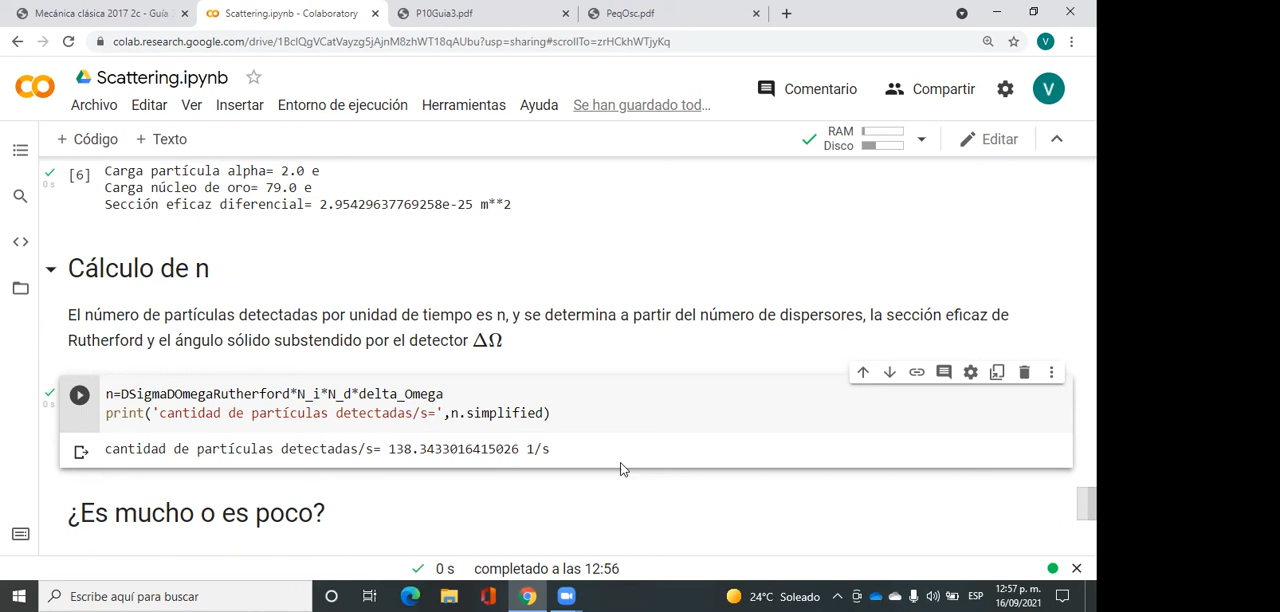 Mecánica clásica 2017 2c - Guía
Scattering.ipynb - Colaboratory
P10Guia3.pdf
PeqOsc.pdf
colab.research.google.com/drive/1BclQgVCatVayzg5jAjnM8zhWT18qAUbu?usp=sharing#scrollTo=zrHCkhWTjyKq
V
CO
Scattering.ipynb
Comentario
Compartir
V
Archivo Editar Ver Insertar Entorno de ejecución Herramientas Ayuda Se han guardado tod...
+ Código + Texto
RAM
Disco
Editar
[6] Carga partícula alpha= 2.0 e
0 s
Carga núcleo de oro= 79.0 e
Sección eficaz diferencial= 2.95429637769258e-25 m**2
Cálculo de n
El número de partículas detectadas por unidad de tiempo es n, y se determina a partir del número de dispersores, la sección eficaz de
Rutherford y el ángulo sólido substendido por el detector ΔΩ
n=DSigmaDOmegaRutherford*N_i*N_d*delta_Omega
0 s
print('cantidad de partículas detectadas/s=',n.simplified)
cantidad de partículas detectadas/s= 138.3433016415026 1/s
¿Es mucho o es poco?
0 s completado a las 12:56
Escribe aquí para buscar
24°C Soleado
ESP
12:57 p. m.
16/09/2021